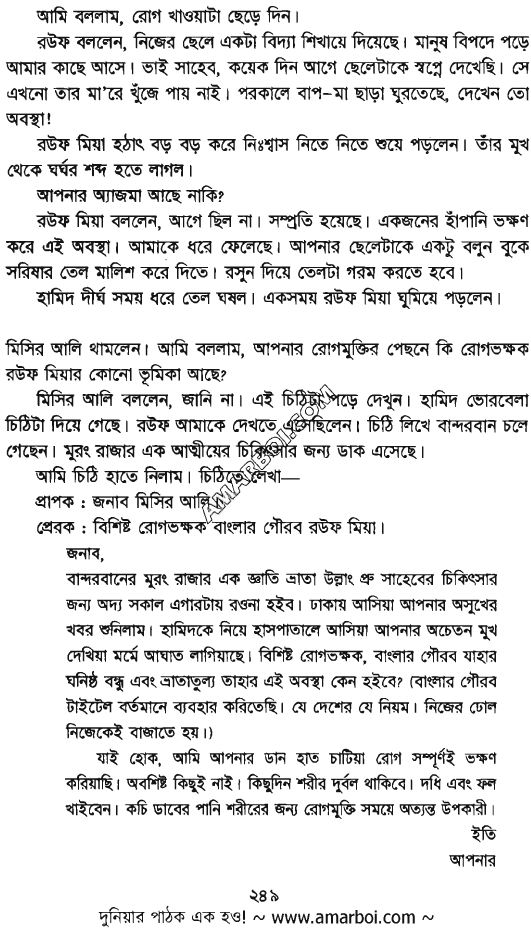 আমি বললাম, রোগ খাওয়াটা ছেড়ে দিন।
রউফ বললেন, নিজের ছেলে একটা বিদ্যা শিখায়ে দিয়েছে। মানুষ বিপদে পড়ে
আমার কাছে আসে। ভাই সাহেব, কয়েক দিন আগে ছেলেটাকে স্বপ্নে দেখেছি। সে
এখনো তার মা'রে খুঁজে পায় নাই। পরকালে বাপ-মা ছাড়া ঘুরতেছে, দেখেন তো
অবস্থা!
রউফ মিয়া হঠাৎ বড় বড় করে নিঃশ্বাস নিতে নিতে শুয়ে পড়লেন। তাঁর মুখ
থেকে ঘর্ঘর শব্দ হতে লাগল।
আপনার অ্যাজমা আছে নাকি?
রউফ মিয়া বললেন, আগে ছিল না। সম্প্রতি হয়েছে। একজনের হাঁপানি ভক্ষণ
করে এই অবস্থা। আমাকে ধরে ফেলেছে। আপনার ছেলেটাকে একটু বলুন বুকে
সরিষার তেল মালিশ করে দিতে। রসুন দিয়ে তেলটা গরম করতে হবে।
হামিদ দীর্ঘ সময় ধরে তেল ঘষল। একসময় রউফ মিয়া ঘুমিয়ে পড়লেন।
মিসির আলি থামলেন। আমি বললাম, আপনার রোগমুক্তির পেছনে কি রোগভক্ষক
রউফ মিয়ার কোনো ভূমিকা আছে?
মিসির আলি বললেন, জানি না। এই চিঠিটা পড়ে দেখুন। হামিদ ভোরবেলা
চিঠিটা দিয়ে গেছে। রউফ আমাকে দেখতে এসেছিলেন। চিঠি লিখে বান্দরবান চলে
গেছেন। মুরং রাজার এক আত্মীয়ের চিকিৎসার জন্য ডাক এসেছে।
আমি চিঠি হাতে নিলাম। চিঠিতে লেখা—
প্রাপক : জনাব মিসির আলি।
প্রেরক : বিশিষ্ট রোগভক্ষক বাংলার গৌরব রউফ মিয়া।
জনাব,
বান্দরবানের মুরং রাজার এক জ্ঞাতি ভ্রাতা উল্লাং প্রু সাহেবের চিকিৎসার
জন্য অদ্য সকাল এগারটায় রওনা হইব। ঢাকায় আসিয়া আপনার অসুখের
খবর শুনিলাম। হামিদকে নিয়ে হাসপাতালে আসিয়া আপনার অচেতন মুখ
দেখিয়া মর্মে আঘাত লাগিয়াছে। বিশিষ্ট রোগভক্ষক, বাংলার গৌরব যাহার
ঘনিষ্ঠ বন্ধু এবং ভ্রাতাতুল্য তাহার এই অবস্থা কেন হইবে? (বাংলার গৌরব
টাইটেল বর্তমানে ব্যবহার করিতেছি। যে দেশের যে নিয়ম। নিজের ঢোল
নিজেকেই বাজাতে হয়।)
যাই হোক, আমি আপনার ডান হাত চাটিয়া রোগ সম্পূর্ণই ভক্ষণ
করিয়াছি। অবশিষ্ট কিছুই নাই। কিছুদিন শরীর দুর্বল থাকিবে। দধি এবং ফল
খাইবেন। কচি ডাবের পানি শরীরের জন্য রোগমুক্তি সময়ে অত্যন্ত উপকারী।
ইতি
আপনার
২৪৯
দুনিয়ার পাঠক এক হও! ~ www.amarboi.com ~
AMARBOI.COM